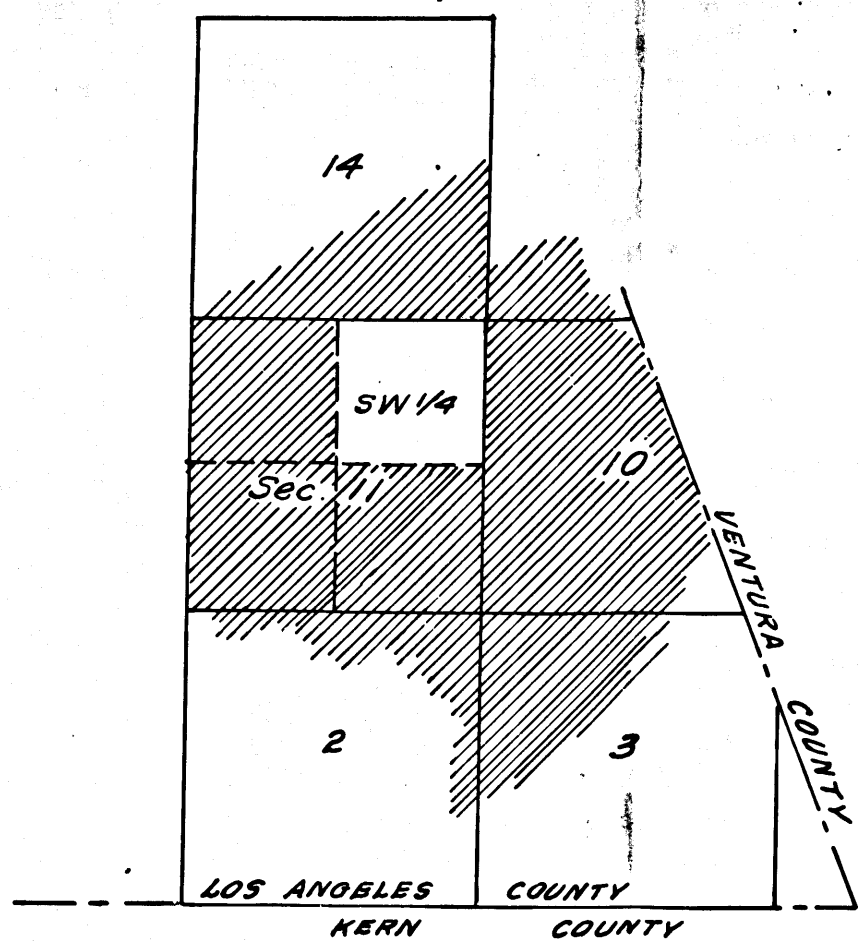 14
SW 1/4
Sec. 11
10
VENTURA COUNTY
2
3
LOS ANGELES COUNTY
KERN COUNTY